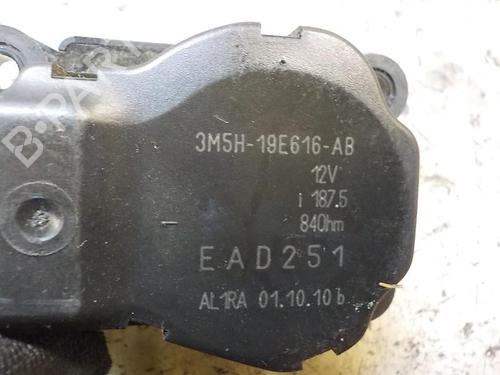 3M5H-19E616-AB
12V
i 187.5
84Ohm
EAD251
AL1RA 01.10.10 b